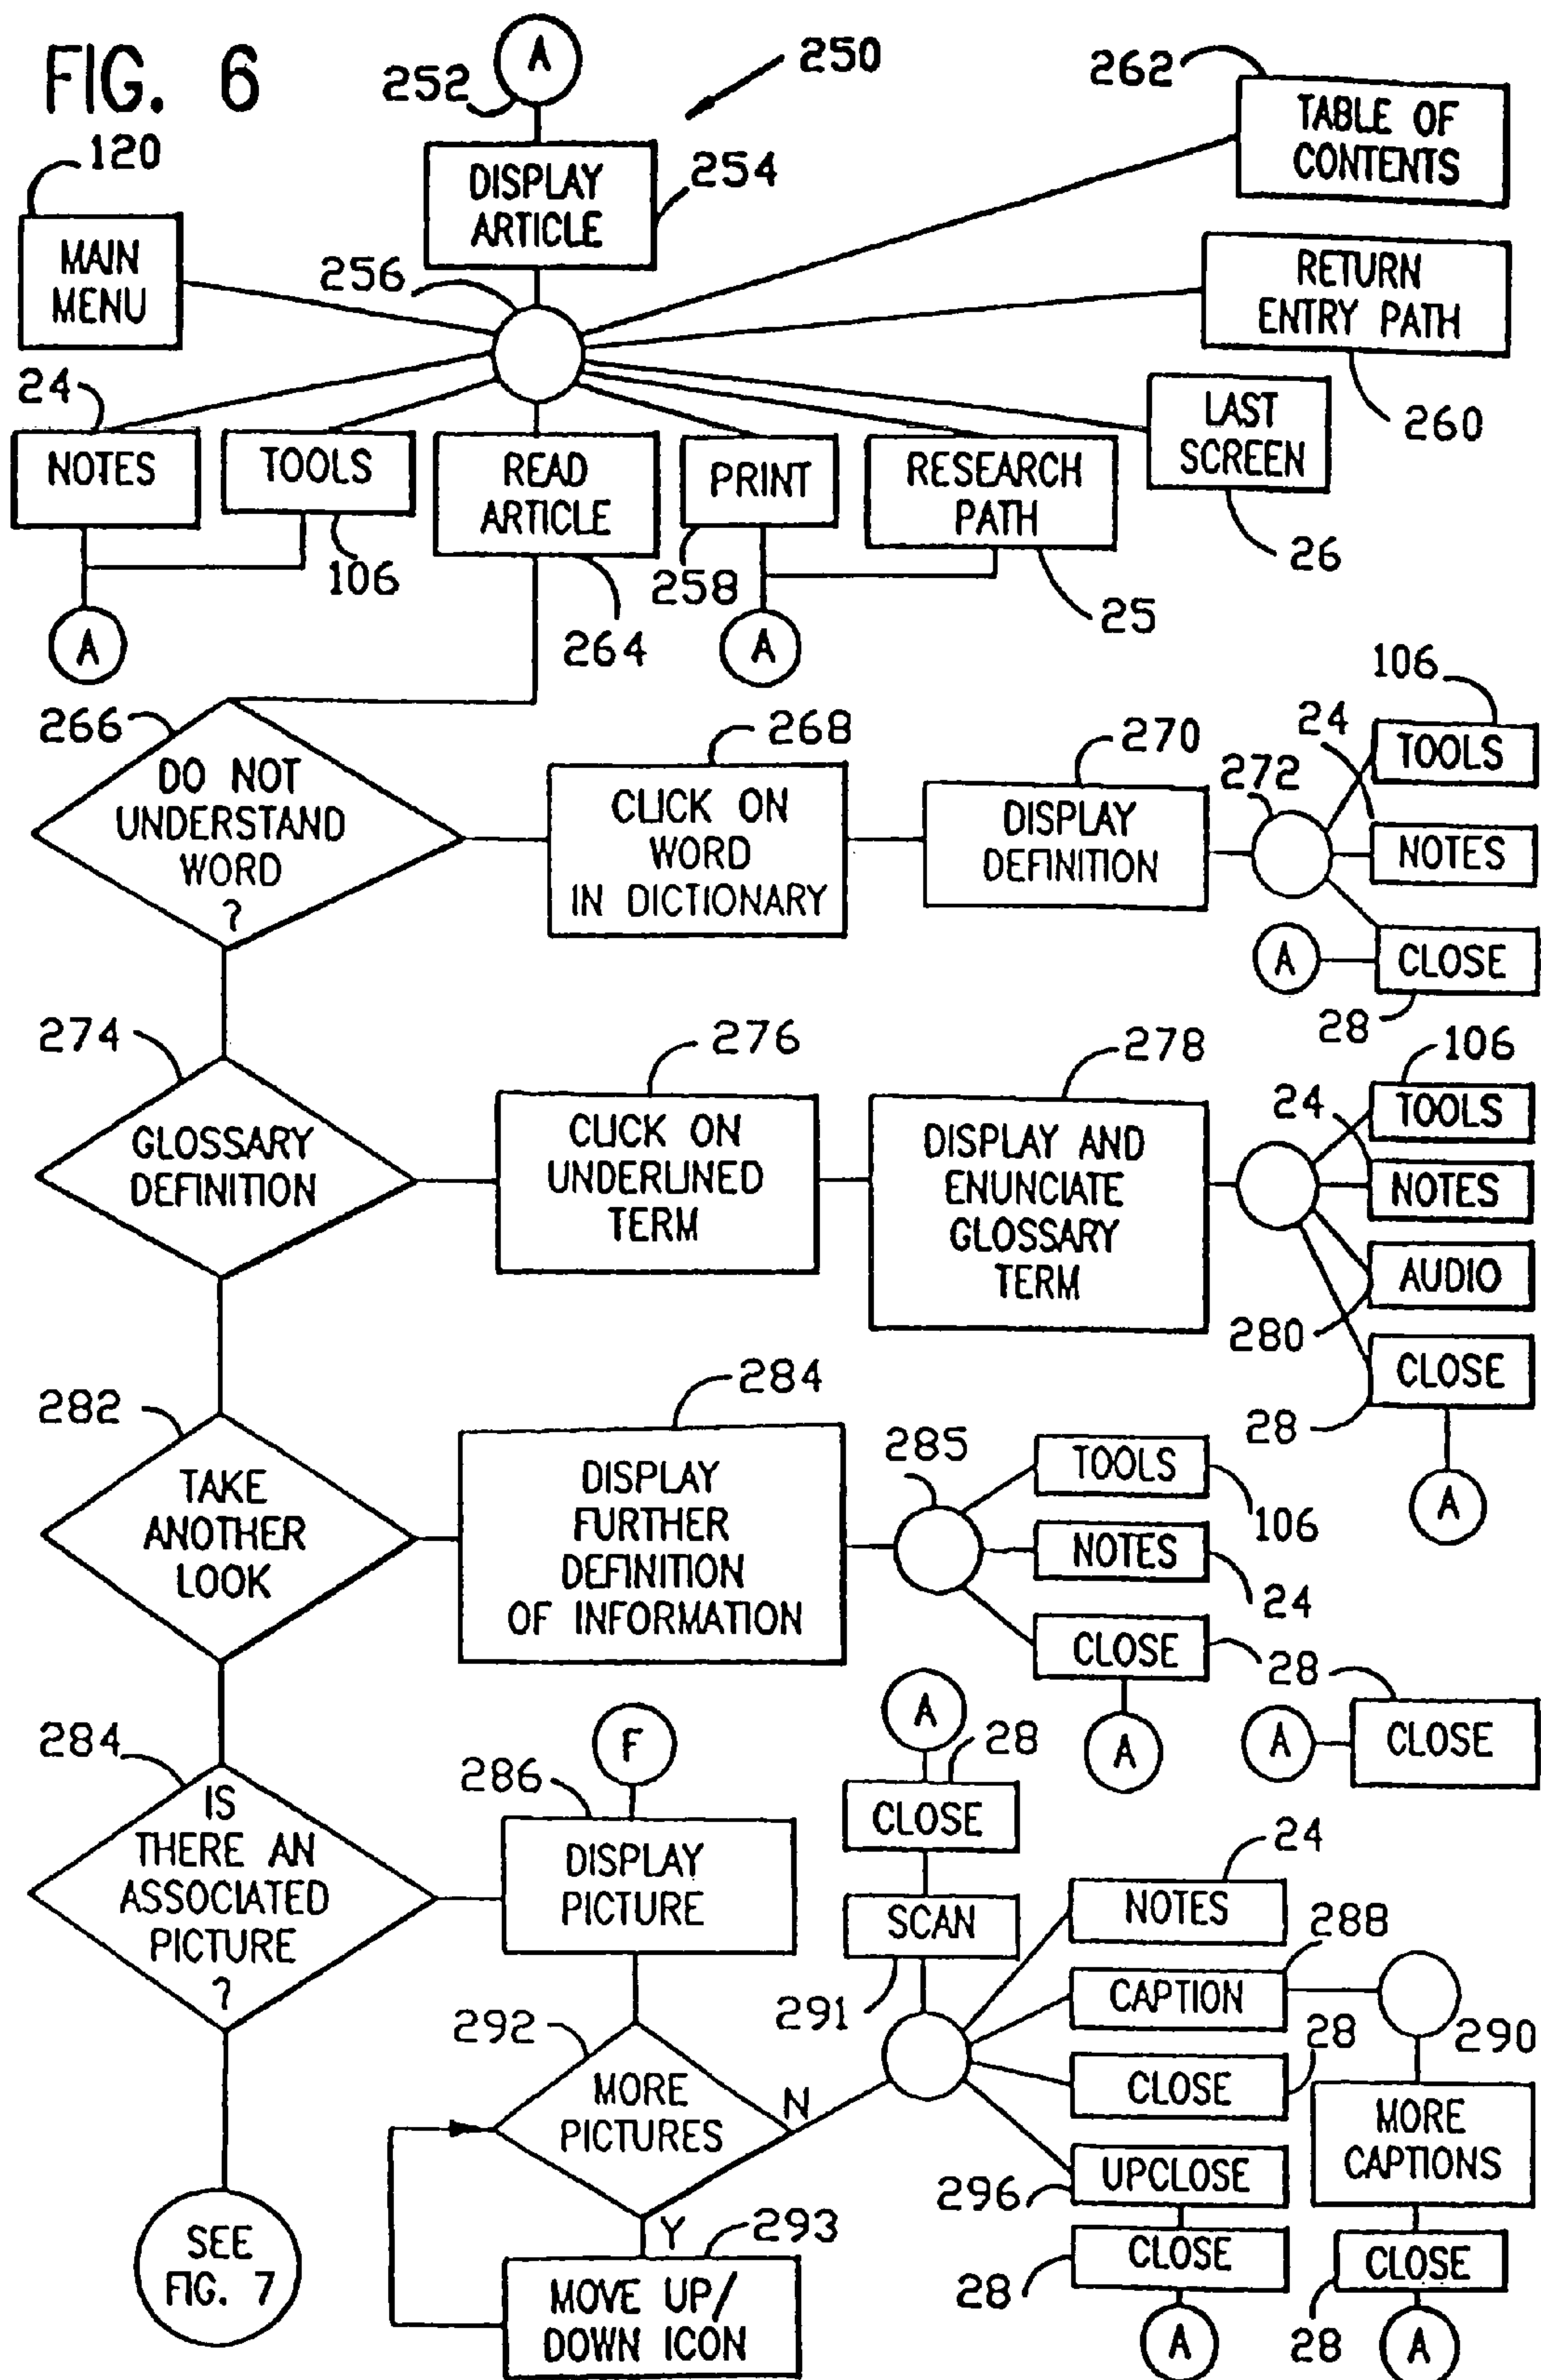 FIG. 6
A
252
250
262
TABLE OF
CONTENTS
120
DISPLAY
ARTICLE
254
MAIN
MENU
256
RETURN
ENTRY PATH
260
24
NOTES
TOOLS
106
READ
ARTICLE
264
PRINT
258
RESEARCH
PATH
25
LAST
SCREEN
26
A
A
266
DO NOT
UNDERSTAND
WORD
?
268
CLICK ON
WORD
IN DICTIONARY
270
DISPLAY
DEFINITION
272
106
TOOLS
24
NOTES
A
CLOSE
28
274
GLOSSARY
DEFINITION
276
CLICK ON
UNDERLINED
TERM
278
DISPLAY AND
ENUNCIATE
GLOSSARY
TERM
106
TOOLS
24
NOTES
AUDIO
280
CLOSE
28
A
282
TAKE
ANOTHER
LOOK
284
DISPLAY
FURTHER
DEFINITION
OF INFORMATION
285
TOOLS
106
NOTES
24
CLOSE
28
A
A
CLOSE
284
IS
THERE AN
ASSOCIATED
PICTURE
?
F
286
DISPLAY
PICTURE
A
28
CLOSE
SCAN
291
24
NOTES
288
CAPTION
290
28
CLOSE
MORE
CAPTIONS
292
MORE
PICTURES
N
Y
296
UPCLOSE
CLOSE
28
A
CLOSE
28
A
293
MOVE UP/
DOWN ICON
SEE
FIG. 7